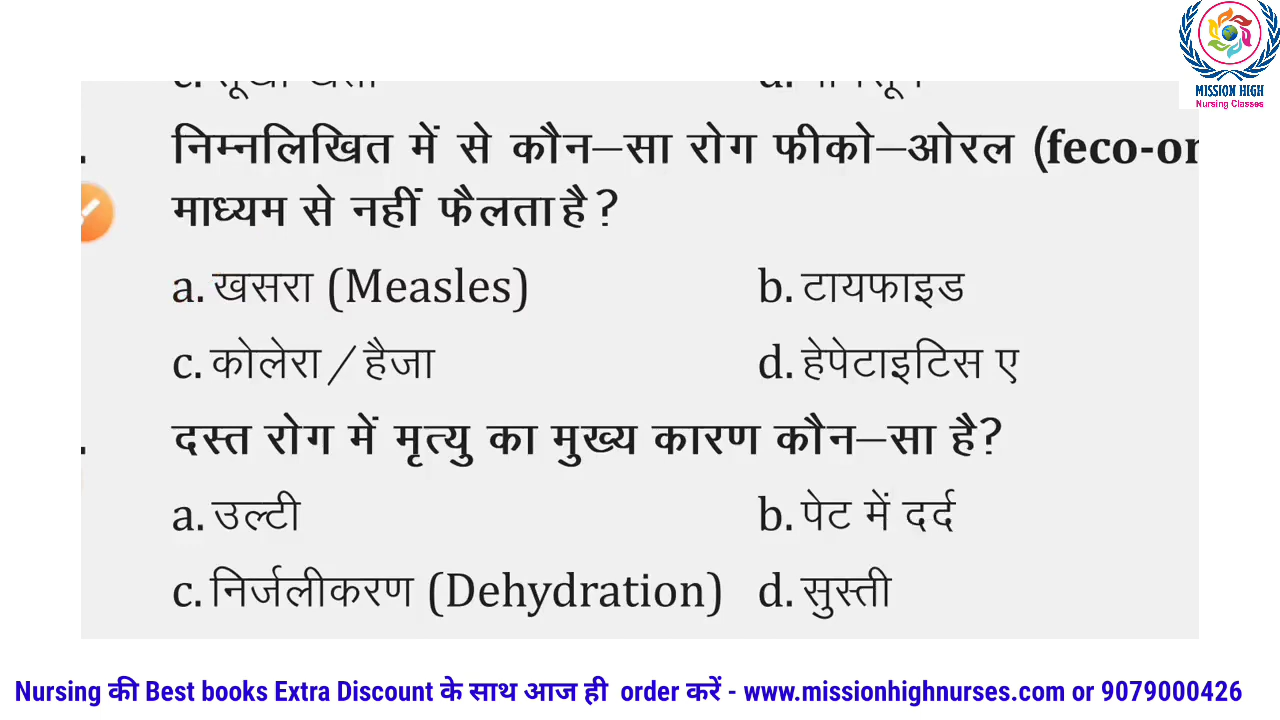 MISSION HIGH
Nursing Classes
निम्नलिखित में से कौन–सा रोग फीको–ओरल (feco-or
माध्यम से नहीं फैलता है?
a. खसरा (Measles) b. टायफाइड
c. कोलेरा / हैजा d. हेपेटाइटिस ए
दस्त रोग में मृत्यु का मुख्य कारण कौन–सा है?
a. उल्टी b. पेट में दर्द
c. निर्जलीकरण (Dehydration) d. सुस्ती
Nursing की Best books Extra Discount के साथ आज ही order करें - www.missionhighnurses.com or 9079000426